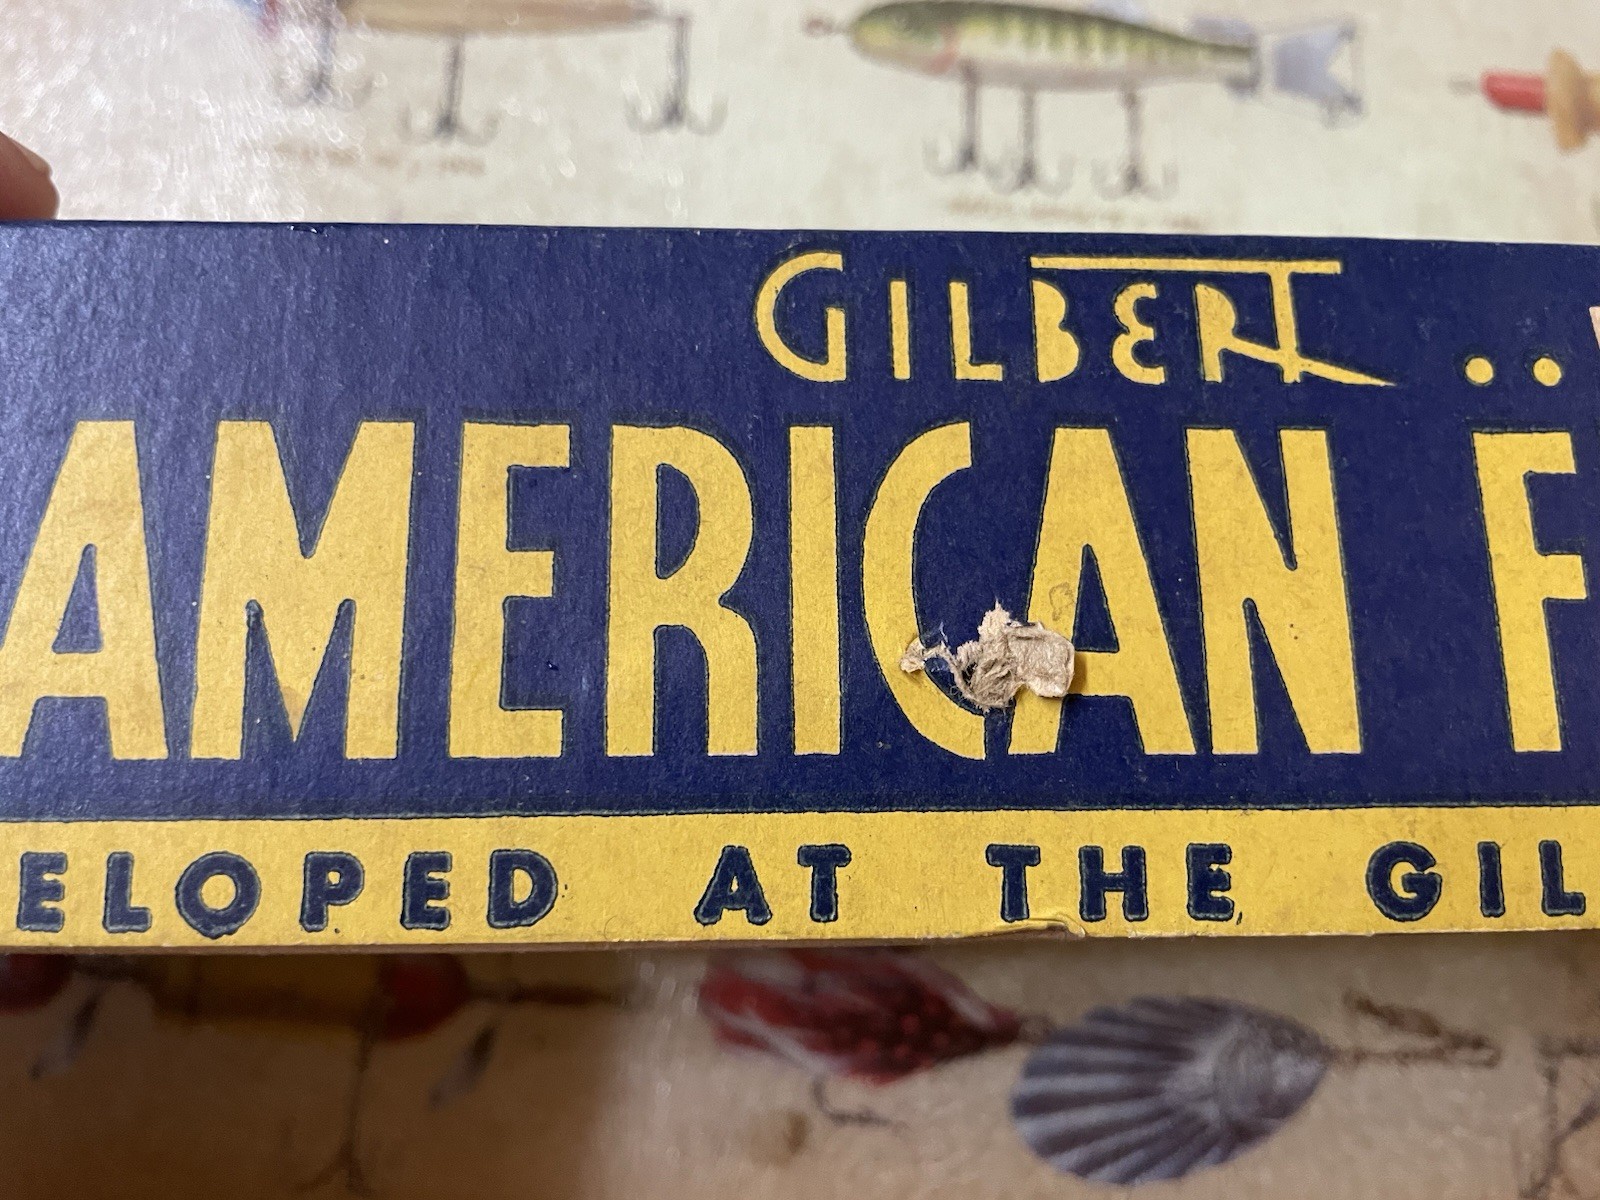 GILBERT ..
AMERICAN F
ELOPED AT THE GIL